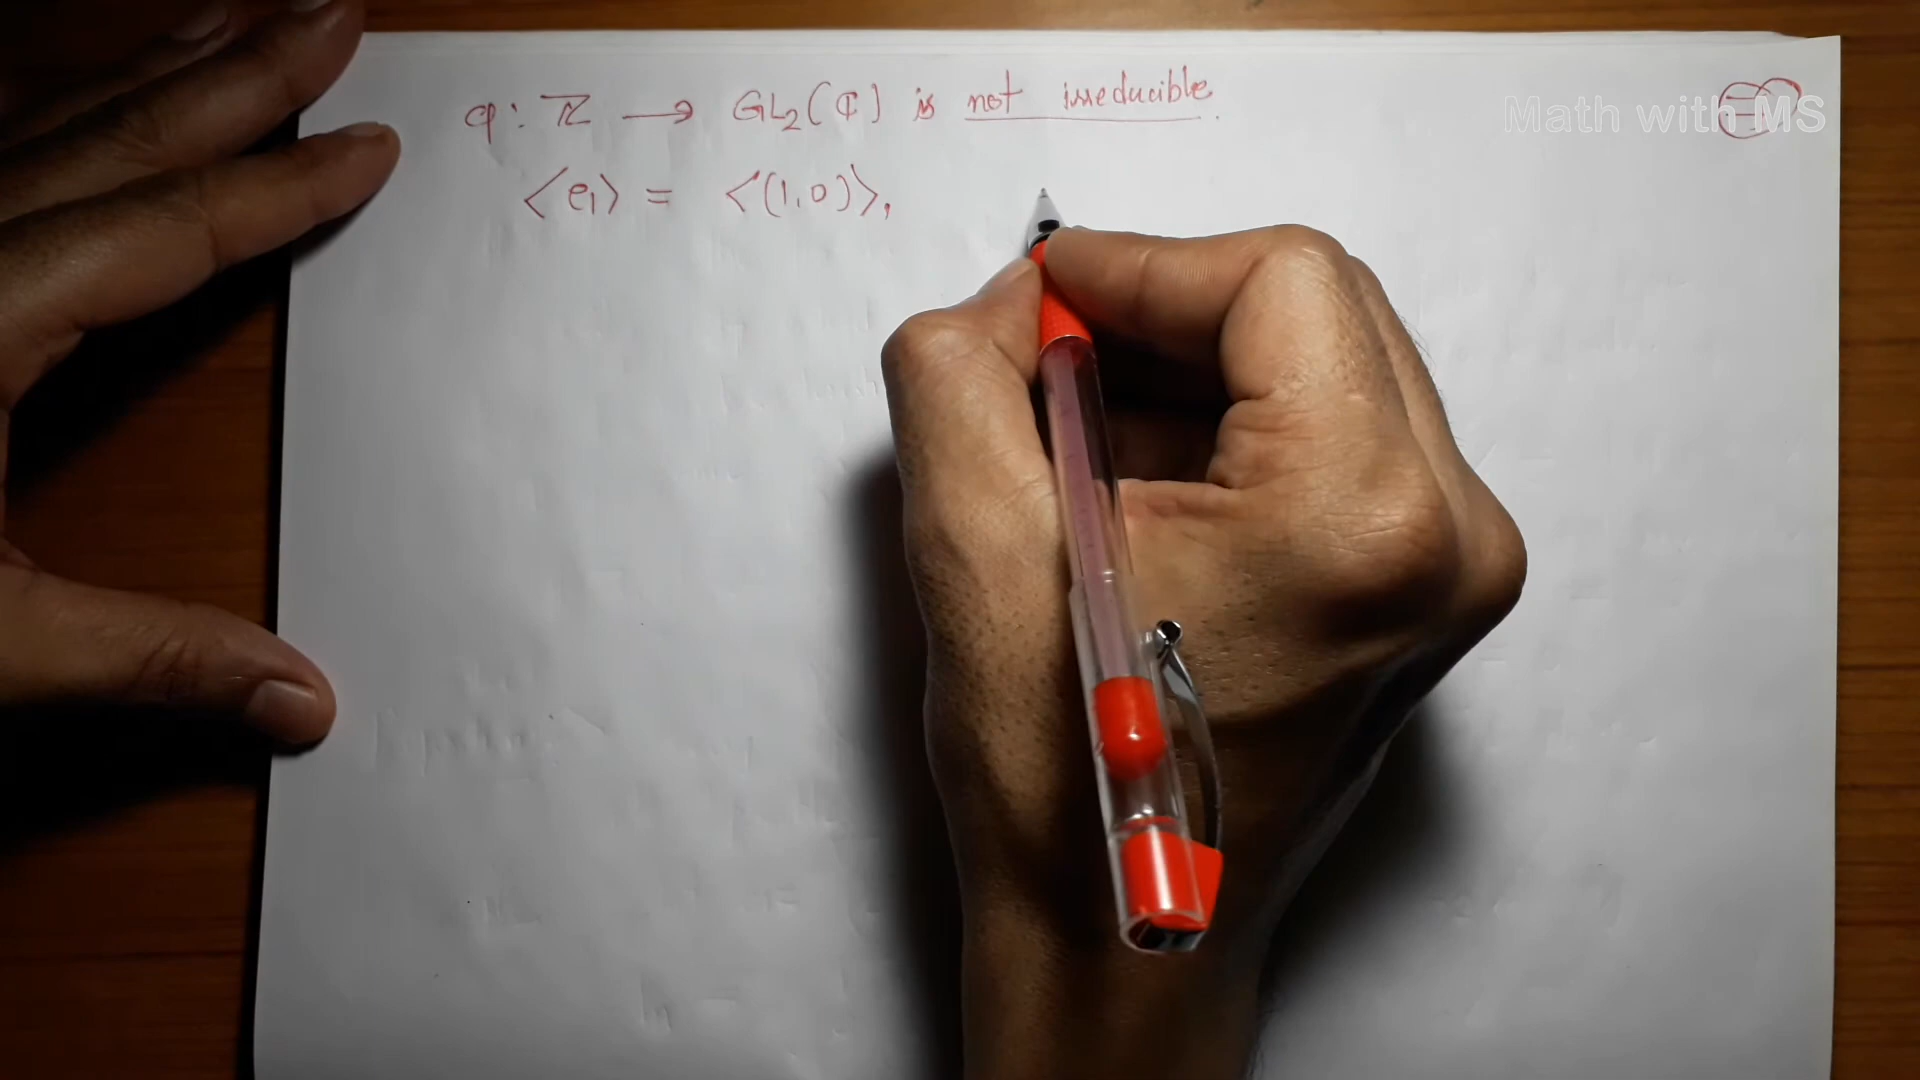 φ : ℤ → GL₂(ℂ) is not irreducible.
⟨e₁⟩ = ⟨(1,0)⟩,
Math with MS